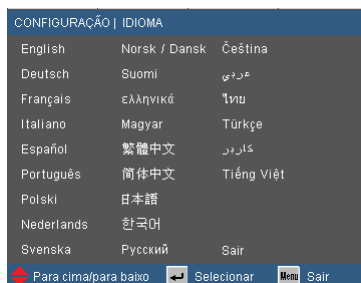 CONFIGURAÇÃO | IDIOMA
English Norsk / Dansk Čeština
Deutsch Suomi عربي
Français ελληνικά ไทย
Italiano Magyar Türkçe
Español 繁體中文
Português 简体中文 Tiếng Việt
Polski 日本語
Nederlands 한국어
Svenska Русский Sair
Para cima/para baixo Selecionar Menu Sair